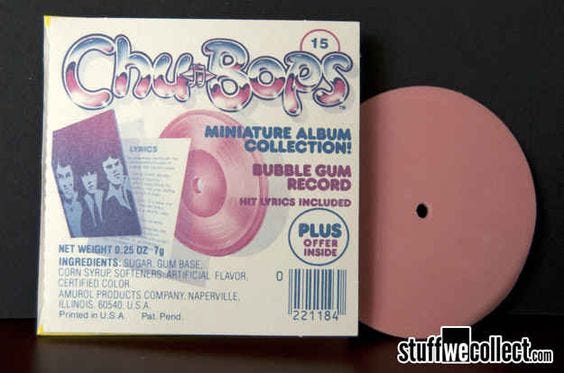 15
Chu-Bops™
MINIATURE ALBUM
COLLECTION!
BUBBLE GUM
RECORD
HIT LYRICS INCLUDED
LYRICS
PLUS
OFFER
INSIDE
NET WEIGHT 0.25 OZ 7g
INGREDIENTS: SUGAR, GUM BASE,
CORN SYRUP, SOFTENERS, ARTIFICIAL FLAVOR,
CERTIFIED COLOR.
AMUROL PRODUCTS COMPANY, NAPERVILLE,
ILLINOIS, 60540, U.S.A.
Printed in U.S.A. Pat. Pend.
0
221184
stuffwecollect.com